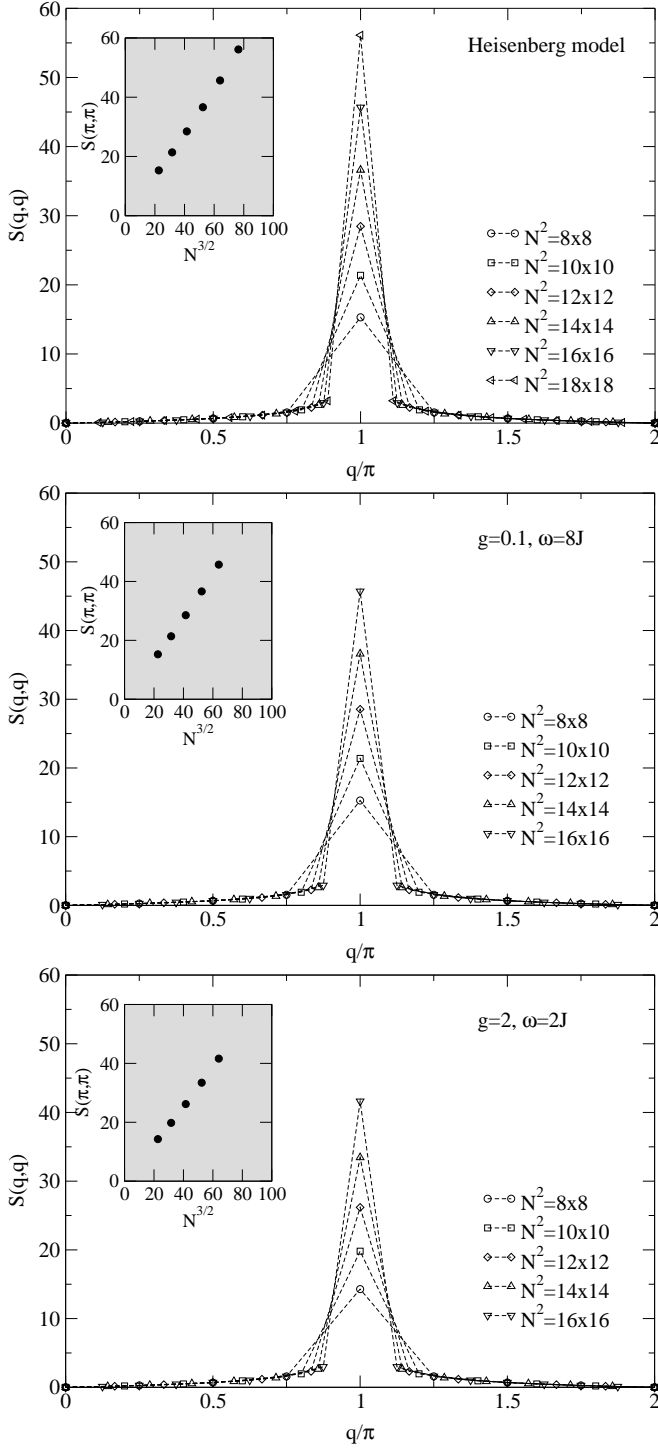 60
50
40
30
20
10
0
S(q,q)
0
0.5
1
1.5
2
q/π
Heisenberg model
60
40
20
0
S(π,π)
0 20 40 60 80 100
N^{3/2}
N^2=8x8
N^2=10x10
N^2=12x12
N^2=14x14
N^2=16x16
N^2=18x18
60
50
40
30
20
10
0
S(q,q)
0
0.5
1
1.5
2
q/π
g=0.1, ω=8J
60
40
20
0
S(π,π)
0 20 40 60 80 100
N^{3/2}
N^2=8x8
N^2=10x10
N^2=12x12
N^2=14x14
N^2=16x16
60
50
40
30
20
10
0
S(q,q)
0
0.5
1
1.5
2
q/π
g=2, ω=2J
60
40
20
0
S(π,π)
0 20 40 60 80 100
N^{3/2}
N^2=8x8
N^2=10x10
N^2=12x12
N^2=14x14
N^2=16x16